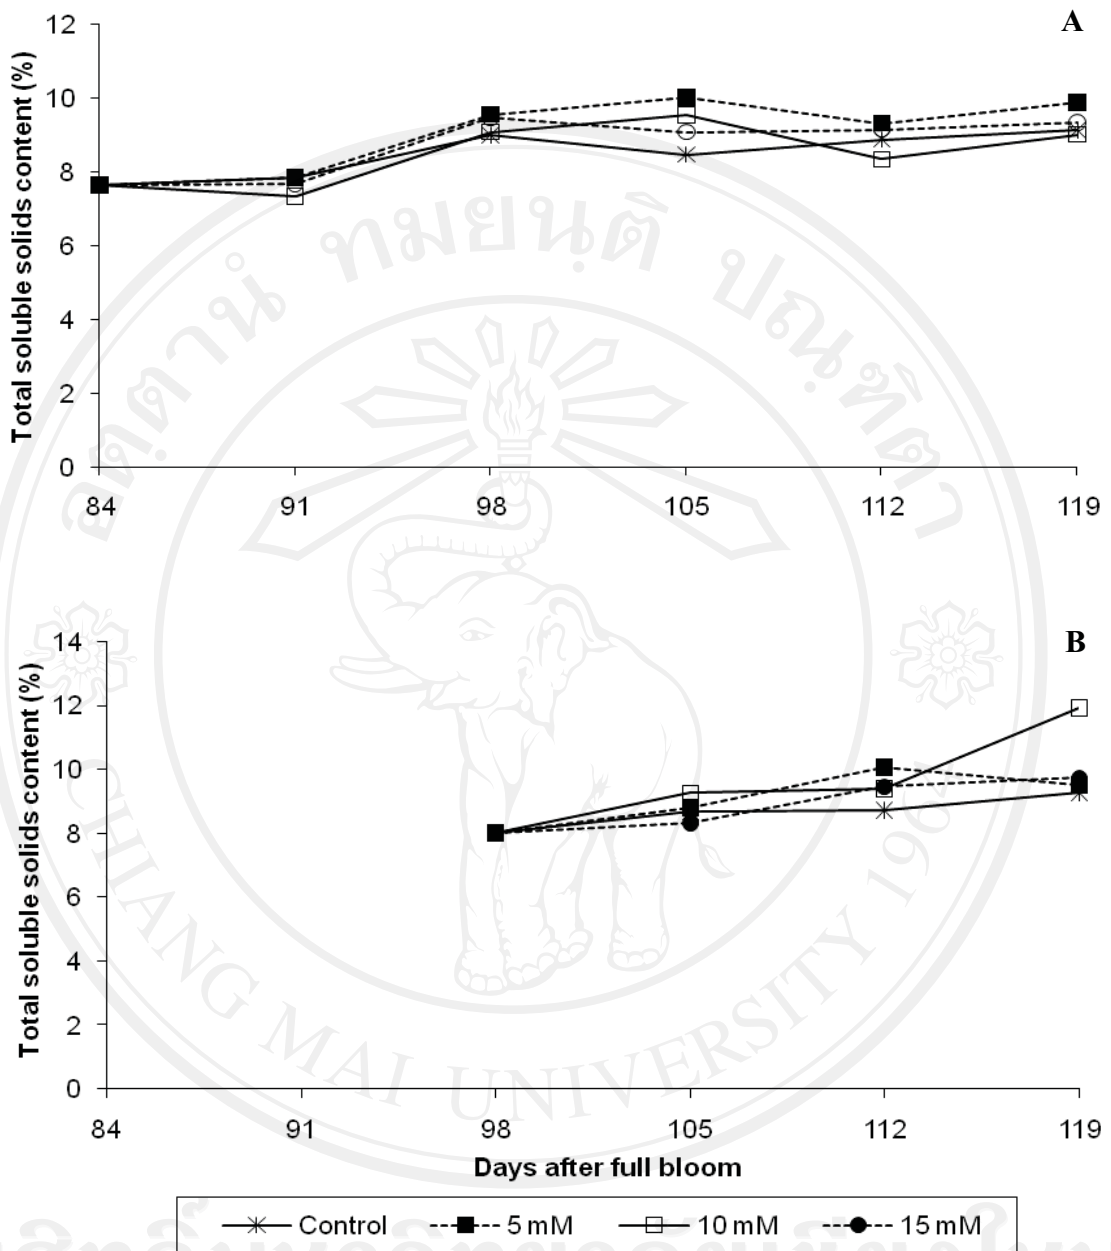 A
Total soluble solids content (%)
12
10
8
6
4
2
0
84 91 98 105 112 119
B
Total soluble solids content (%)
14
12
10
8
6
4
2
0
84 91 98 105 112 119
Days after full bloom
Control 5 mM 10 mM 15 mM
CHIANG MAI UNIVERSITY 1964